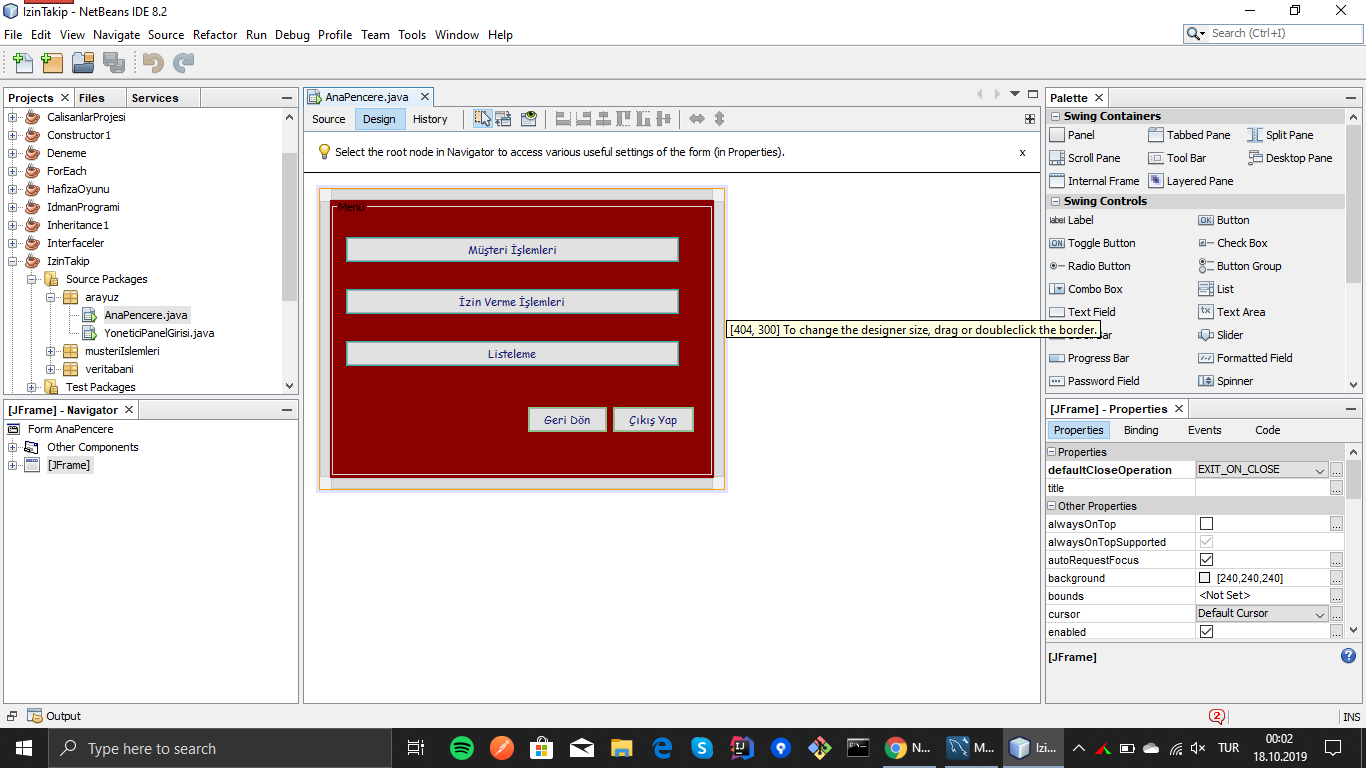 IzinTakip - NetBeans IDE 8.2
File Edit View Navigate Source Refactor Run Debug Profile Team Tools Window Help
Search (Ctrl+I)
Projects
Files
Services
CalisanlarProjesi
Constructor1
Deneme
ForEach
HafizaOyunu
IdmanProgrami
Inheritance1
Interfaceler
IzinTakip
Source Packages
arayuz
AnaPencere.java
YoneticiPanelGirisi.java
musteriIslemleri
veritabani
Test Packages
[JFrame] - Navigator
Form AnaPencere
Other Components
[JFrame]
AnaPencere.java
Source Design History
Select the root node in Navigator to access various useful settings of the form (in Properties).
x
Menü
Müşteri İşlemleri
İzin Verme İşlemleri
Listeleme
Geri Dön
Çıkış Yap
[404, 300] To change the designer size, drag or doubleclick the border.
Palette
Swing Containers
Panel
Tabbed Pane
Split Pane
Scroll Pane
Tool Bar
Desktop Pane
Internal Frame
Layered Pane
Swing Controls
label Label
OK Button
ON Toggle Button
Check Box
Radio Button
Button Group
Combo Box
List
Text Field
Text Area
Slider
Progress Bar
Formatted Field
Password Field
Spinner
[JFrame] - Properties
Properties
Binding
Events
Code
Properties
defaultCloseOperation EXIT_ON_CLOSE ...
title ...
Other Properties
alwaysOnTop ...
alwaysOnTopSupported
autoRequestFocus ...
background [240,240,240] ...
bounds <Not Set> ...
cursor Default Cursor ...
enabled ...
[JFrame]
Output
2
INS
Type here to search
N...
M...
Izi...
TUR
00:02
18.10.2019